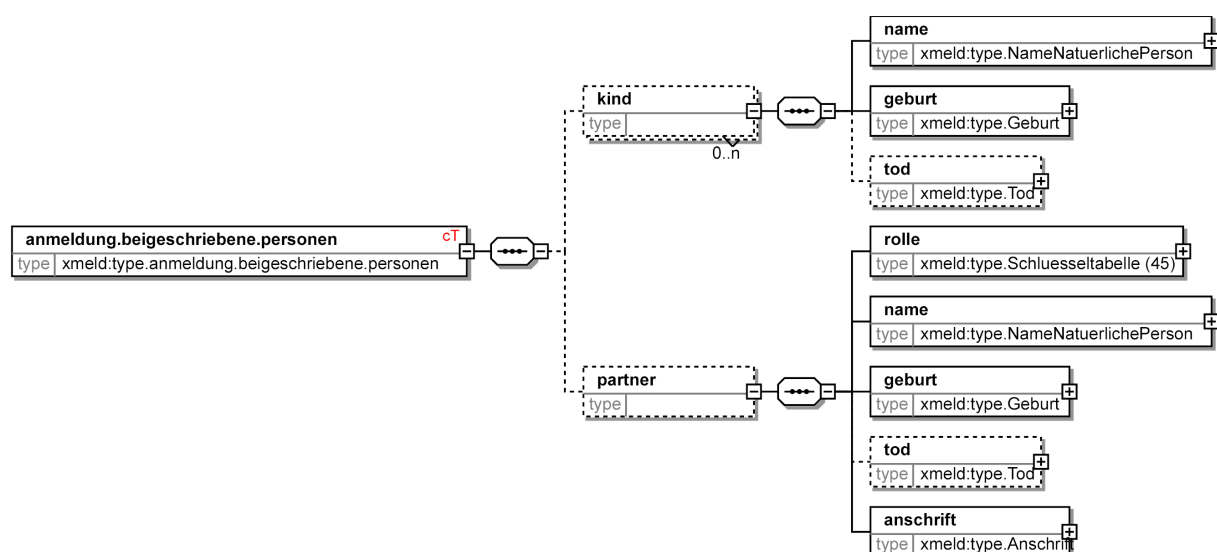 name
type xmeld:type.NameNatuerlichePerson
kind
type
0..n
geburt
type xmeld:type.Geburt
tod
type xmeld:type.Tod
anmeldung.beigeschriebene.personen cT
type xmeld:type.anmeldung.beigeschriebene.personen
rolle
type xmeld:type.Schluesseltabelle (45)
name
type xmeld:type.NameNatuerlichePerson
partner
type
geburt
type xmeld:type.Geburt
tod
type xmeld:type.Tod
anschrift
type xmeld:type.Anschrift